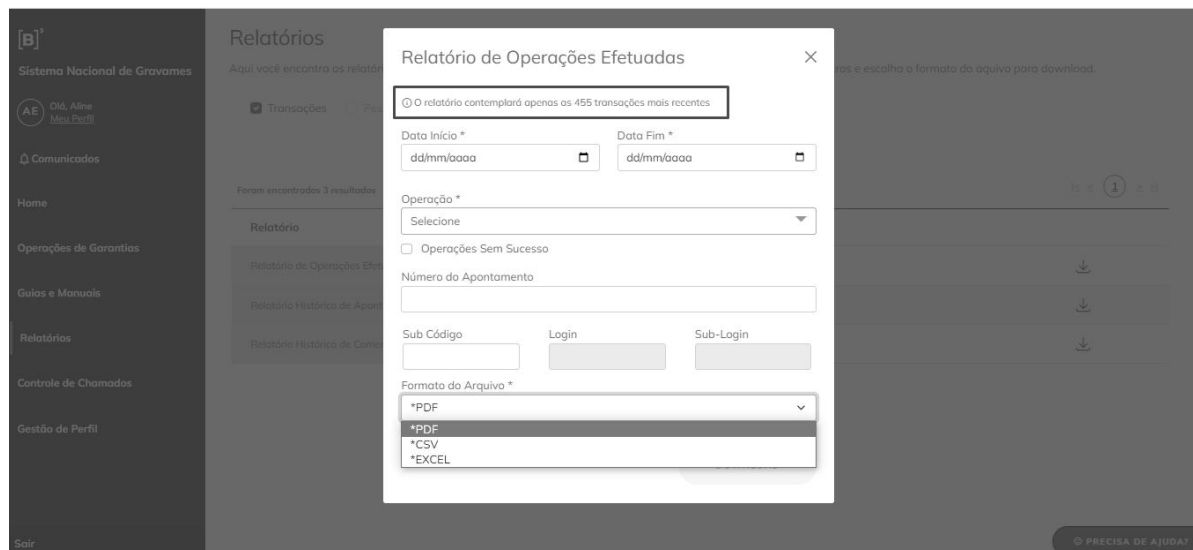 [B]³
Sistema Nacional de Gravames
AE
Olá, Aline
Meu Perfil
Comunicados
Home
Operações de Garantias
Guias e Manuais
Relatórios
Controle de Chamados
Gestão de Perfil
Sair
Relatórios
Aqui você encontra os relatór
ros e escolha o formato do aquivo para download.
Transações
Foram encontrados 3 resultados
1
Relatório
Relatório de Operações Efet
Relatório Histórico de Apont
Relatório Histórico de
Relatório de Operações Efetuadas
O relatório contemplará apenas as 455 transações mais recentes
Data Início * Data Fim *
dd/mm/aaaa dd/mm/aaaa
Operação *
Selecione
Operações Sem Sucesso
Número do Apontamento
Sub Código Login Sub-Login
Formato do Arquivo *
*PDF
*PDF
*CSV
*EXCEL
PRECISA DE AJUDA?